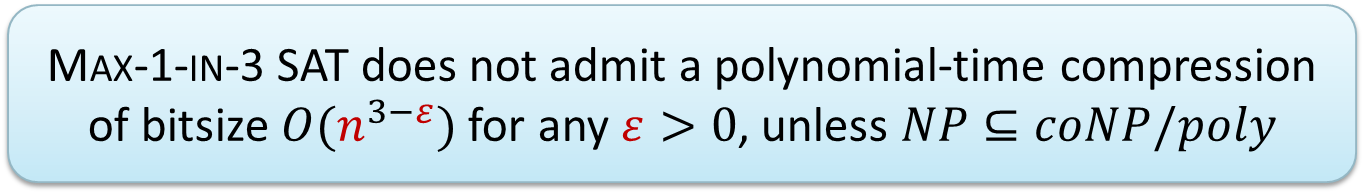 MAX-1-IN-3 SAT does not admit a polynomial-time compression
of bitsize O(n^{3−ε}) for any ε > 0, unless NP ⊆ coNP/poly